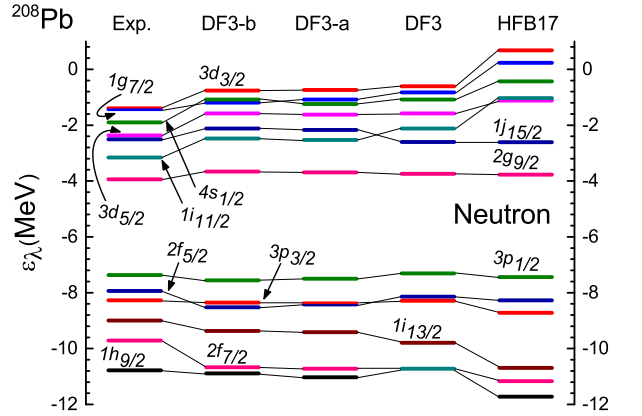 ²⁰⁸Pb
Exp. DF3-b DF3-a DF3 HFB17
0 0
-2 -2
-4 -4
-6 -6
-8 -8
-10 -10
-12 -12
ελ(MeV)
1g7/2
3d3/2
1j15/2
2g9/2
4s1/2
3d5/2
1i11/2
Neutron
2f5/2
3p3/2
3p1/2
1i13/2
1h9/2
2f7/2